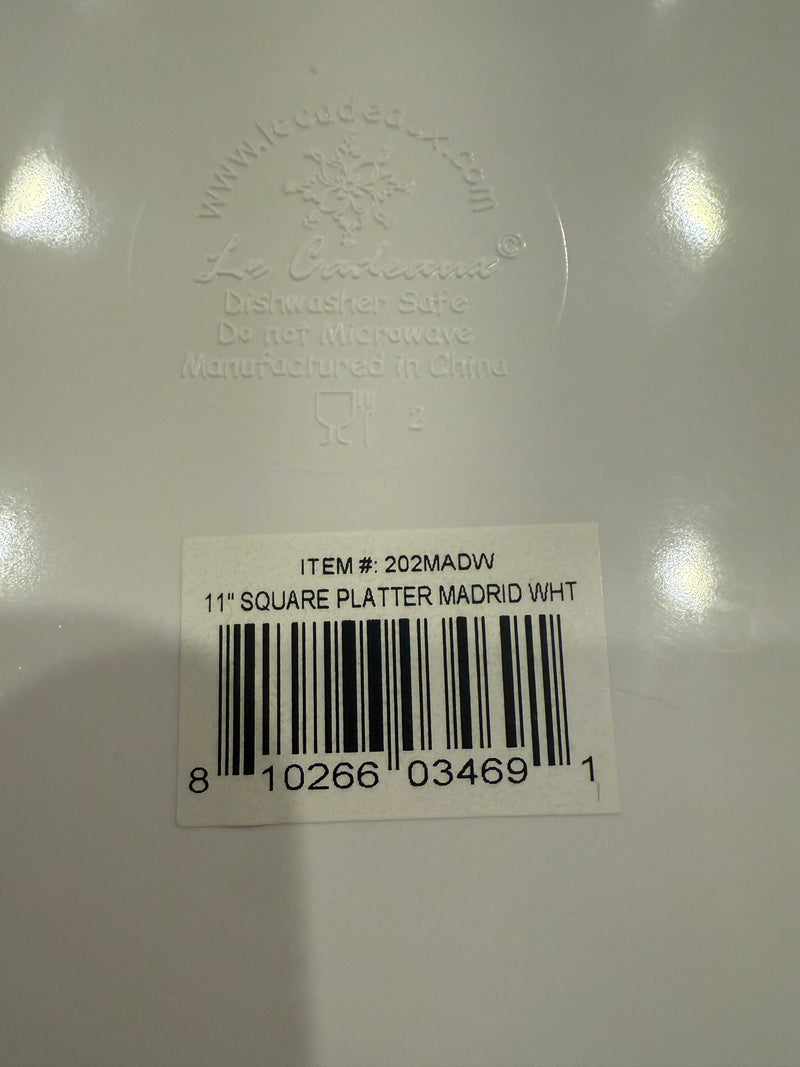 www.lecadeaux.com
Le Cadeaux©
Dishwasher Safe
Do not Microwave
Manufactured in China
2
ITEM #: 202MADW
11" SQUARE PLATTER MADRID WHT
8 10266 03469 1